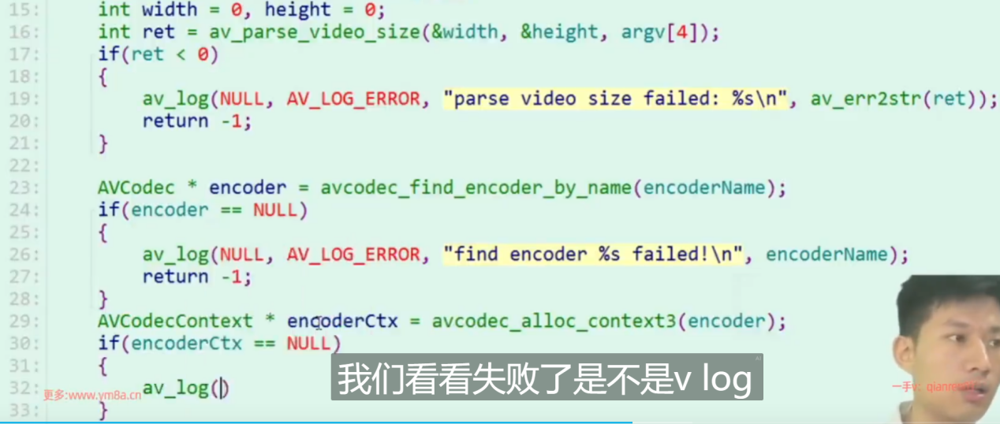 15: int width = 0, height = 0;
16: int ret = av_parse_video_size(&width, &height, argv[4]);
17: if(ret < 0)
18: {
19: av_log(NULL, AV_LOG_ERROR, "parse video size failed: %s\n", av_err2str(ret));
20: return -1;
21: }
22:
23: AVCodec * encoder = avcodec_find_encoder_by_name(encoderName);
24: if(encoder == NULL)
25: {
26: av_log(NULL, AV_LOG_ERROR, "find encoder %s failed!\n", encoderName);
27: return -1;
28: }
29: AVCodecContext * encoderCtx = avcodec_alloc_context3(encoder);
30: if(encoderCtx == NULL)
31: {
32: av_log()
33: }
我们看看失败了是不是v log
AI
更多:www.ym8a.cn
一手v: